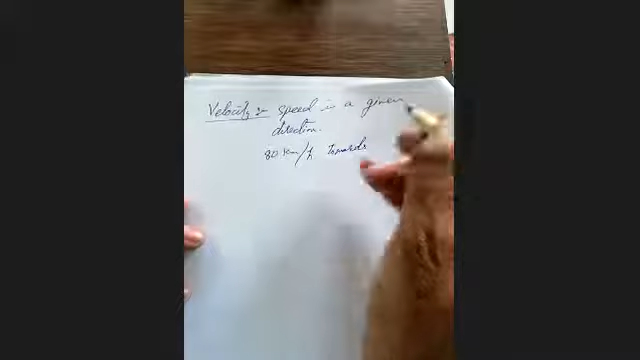 Velocity :- speed in a given
direction.
80 km/h towards